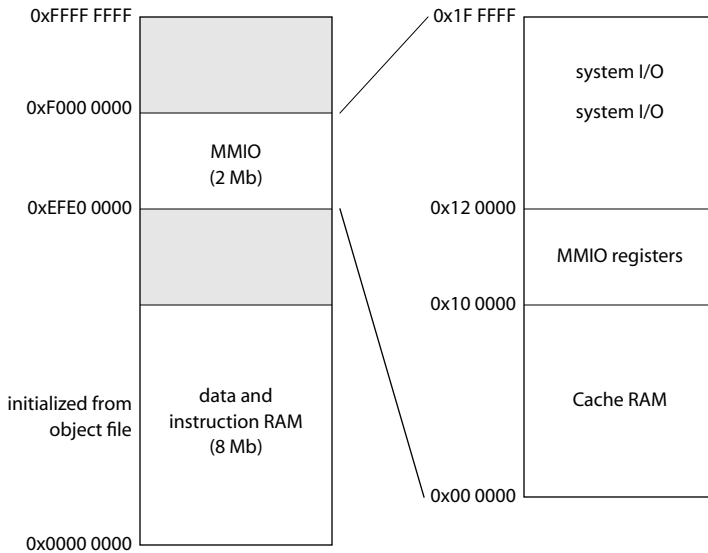 0xFFFF FFFF
0xF000 0000
MMIO
(2 Mb)
0xEFE0 0000
initialized from
object file
data and
instruction RAM
(8 Mb)
0x0000 0000
0x1F FFFF
system I/O
system I/O
0x12 0000
MMIO registers
0x10 0000
Cache RAM
0x00 0000